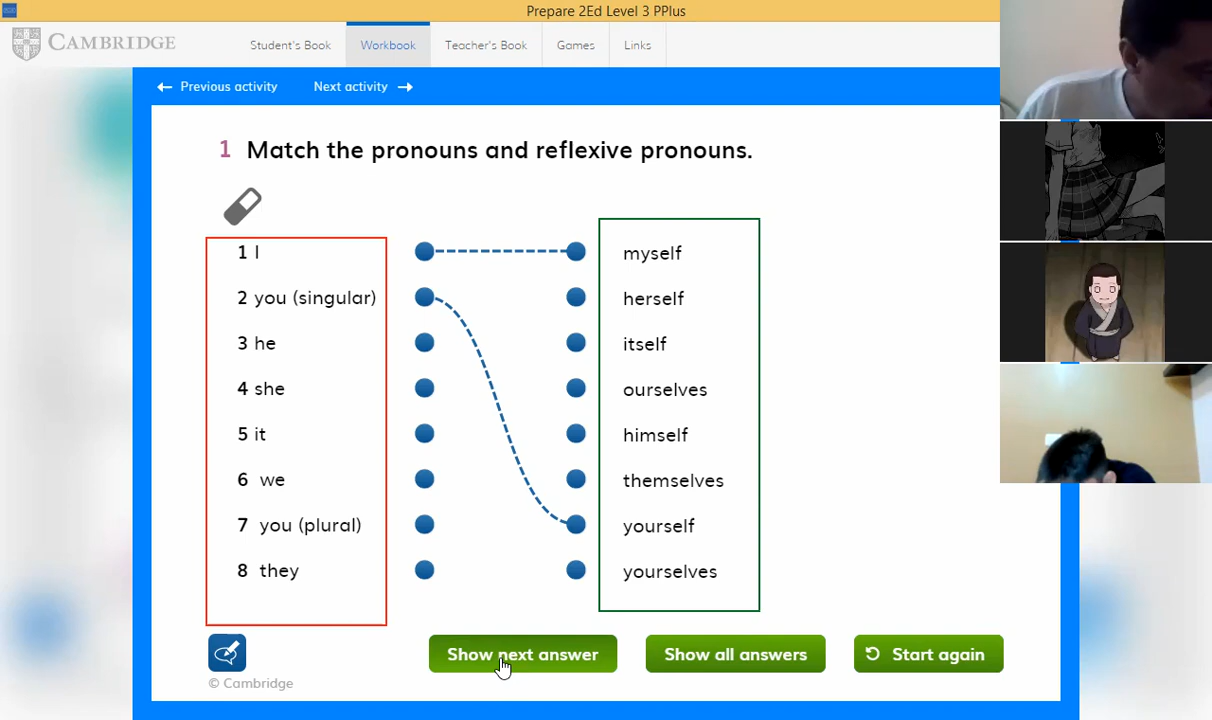 Prepare 2Ed Level 3 PPlus
CAMBRIDGE
Student's Book
Workbook
Teacher's Book
Games
Links
Previous activity
Next activity
1 Match the pronouns and reflexive pronouns.
1 I
myself
2 you (singular)
herself
3 he
itself
4 she
ourselves
5 it
himself
6 we
themselves
7 you (plural)
yourself
8 they
yourselves
Show next answer
Show all answers
Start again
© Cambridge